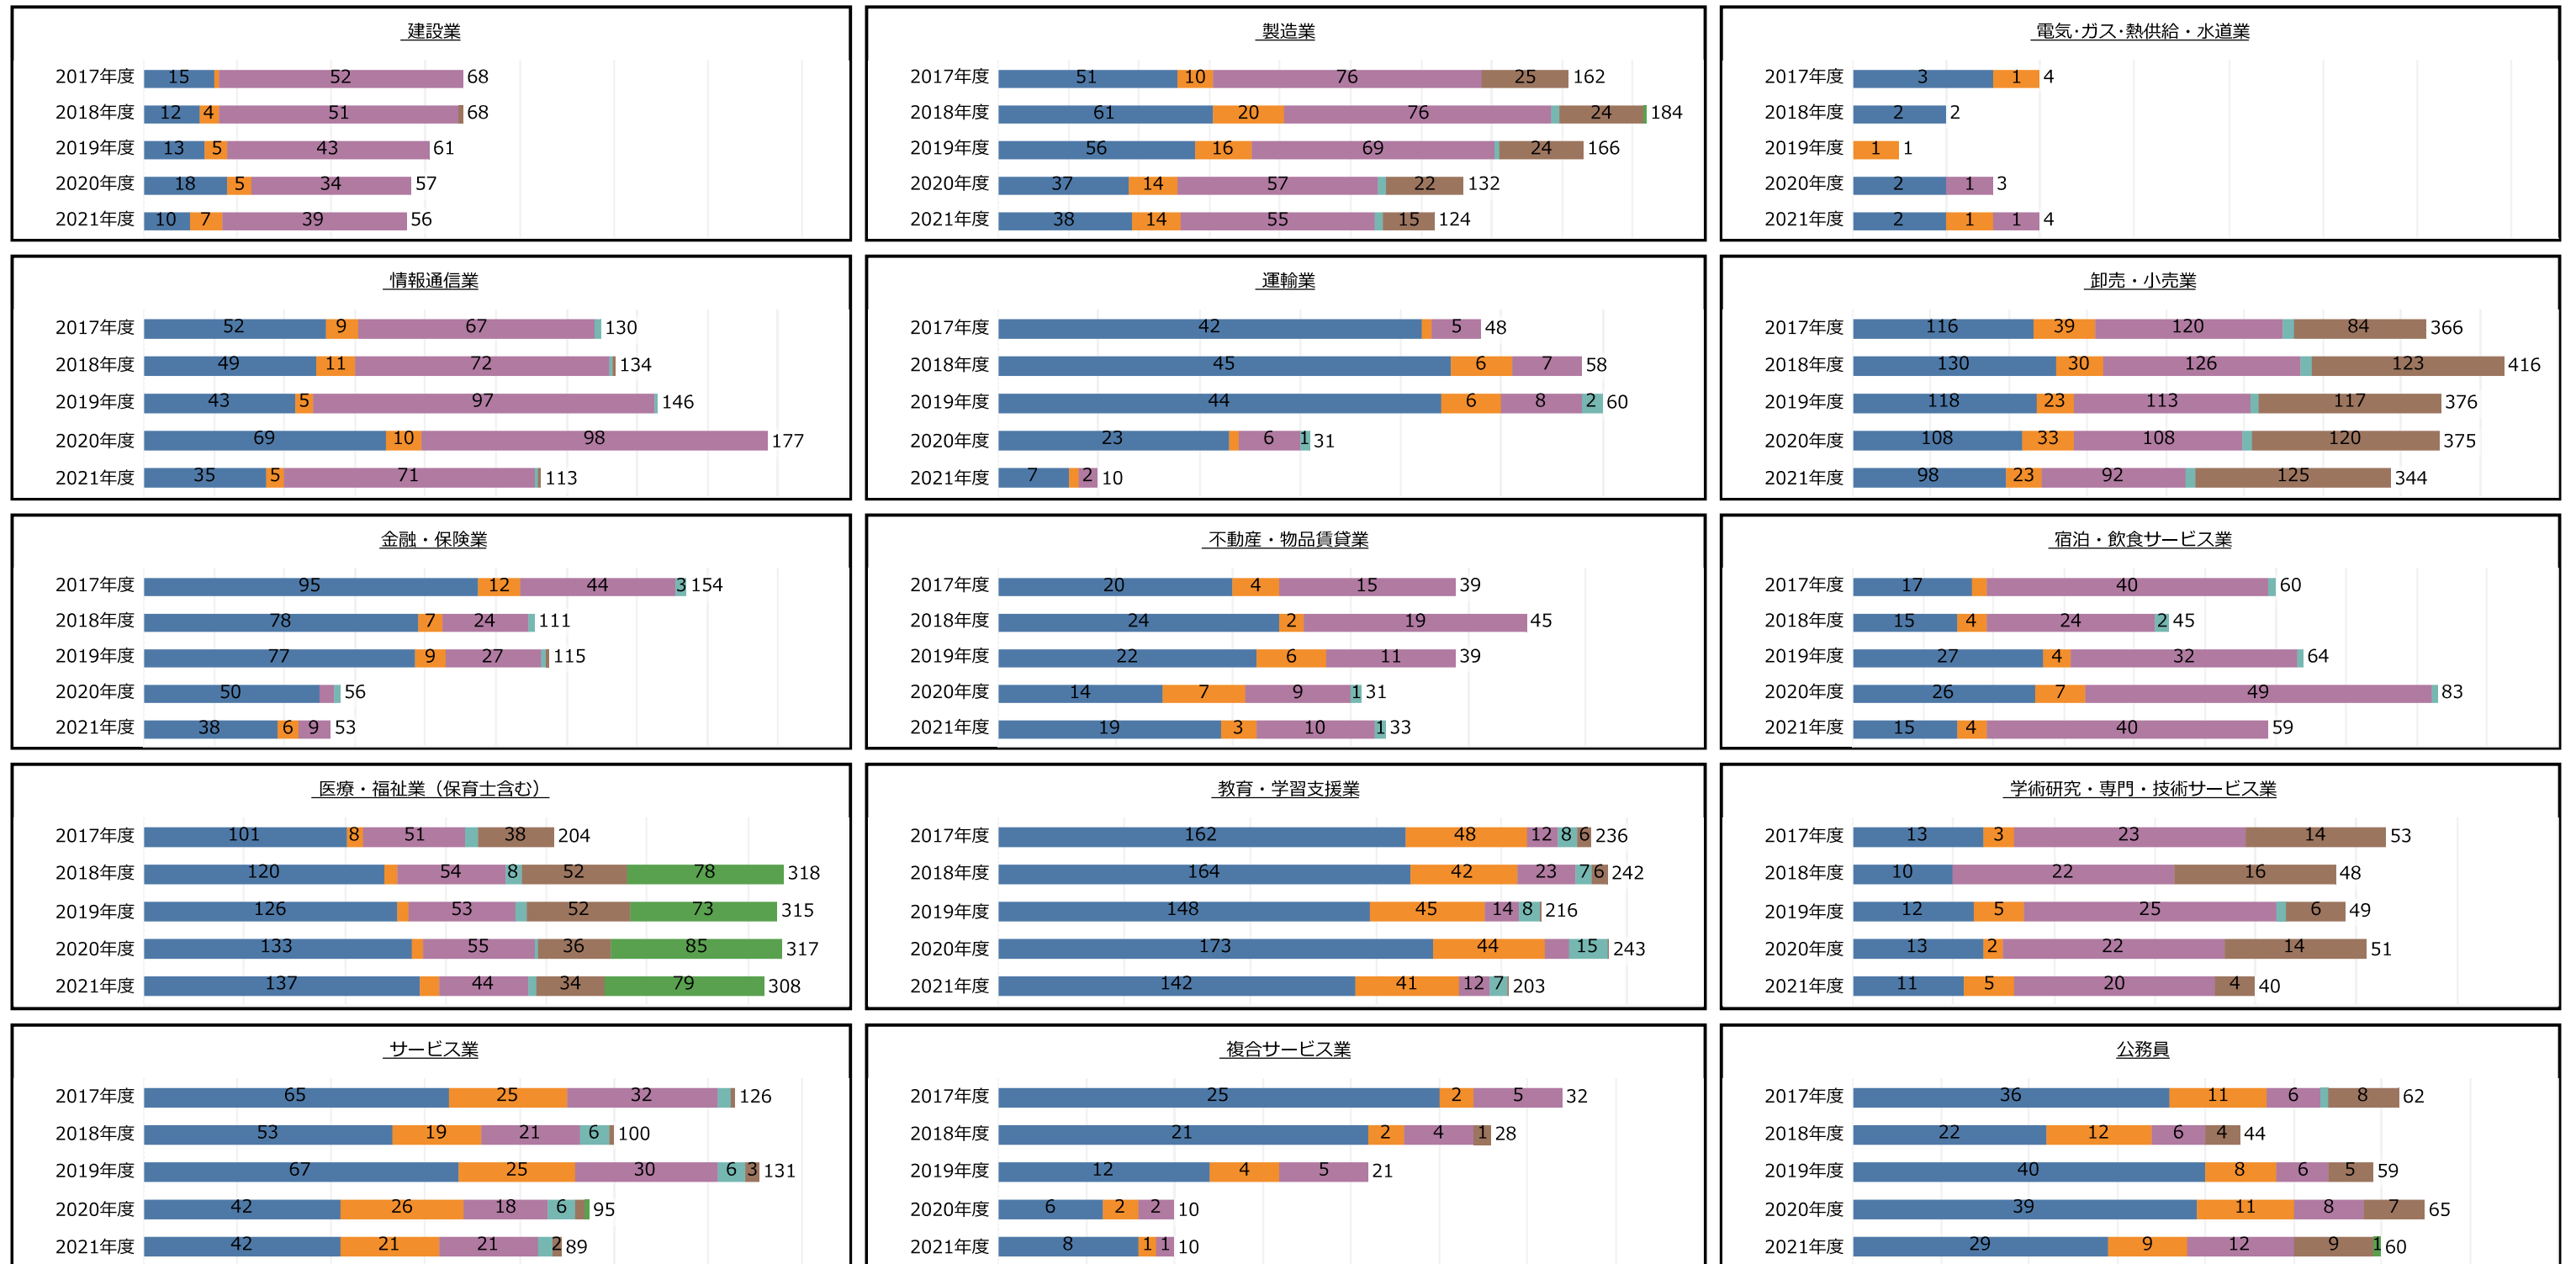 建設業
2017年度 15 52 68
2018年度 12 4 51 68
2019年度 13 5 43 61
2020年度 18 5 34 57
2021年度 10 7 39 56
製造業
2017年度 51 10 76 25 162
2018年度 61 20 76 24 184
2019年度 56 16 69 24 166
2020年度 37 14 57 22 132
2021年度 38 14 55 15 124
電気･ガス･熱供給・水道業
2017年度 3 1 4
2018年度 2 2
2019年度 1 1
2020年度 2 1 3
2021年度 2 1 1 4
情報通信業
2017年度 52 9 67 130
2018年度 49 11 72 134
2019年度 43 5 97 146
2020年度 69 10 98 177
2021年度 35 5 71 113
運輸業
2017年度 42 5 48
2018年度 45 6 7 58
2019年度 44 6 8 2 60
2020年度 23 6 1 31
2021年度 7 2 10
卸売・小売業
2017年度 116 39 120 84 366
2018年度 130 30 126 123 416
2019年度 118 23 113 117 376
2020年度 108 33 108 120 375
2021年度 98 23 92 125 344
金融・保険業
2017年度 95 12 44 3 154
2018年度 78 7 24 111
2019年度 77 9 27 115
2020年度 50 56
2021年度 38 6 9 53
不動産・物品賃貸業
2017年度 20 4 15 39
2018年度 24 2 19 45
2019年度 22 6 11 39
2020年度 14 7 9 1 31
2021年度 19 3 10 1 33
宿泊・飲食サービス業
2017年度 17 40 60
2018年度 15 4 24 2 45
2019年度 27 4 32 64
2020年度 26 7 49 83
2021年度 15 4 40 59
医療・福祉業（保育士含む）
2017年度 101 8 51 38 204
2018年度 120 54 8 52 78 318
2019年度 126 53 52 73 315
2020年度 133 55 36 85 317
2021年度 137 44 34 79 308
教育・学習支援業
2017年度 162 48 12 8 6 236
2018年度 164 42 23 7 6 242
2019年度 148 45 14 8 216
2020年度 173 44 15 243
2021年度 142 41 12 7 203
学術研究・専門・技術サービス業
2017年度 13 3 23 14 53
2018年度 10 22 16 48
2019年度 12 5 25 6 49
2020年度 13 2 22 14 51
2021年度 11 5 20 4 40
サービス業
2017年度 65 25 32 126
2018年度 53 19 21 6 100
2019年度 67 25 30 6 3 131
2020年度 42 26 18 6 95
2021年度 42 21 21 2 89
複合サービス業
2017年度 25 2 5 32
2018年度 21 2 4 1 28
2019年度 12 4 5 21
2020年度 6 2 2 10
2021年度 8 1 1 10
公務員
2017年度 36 11 6 8 62
2018年度 22 12 6 4 44
2019年度 40 8 6 5 59
2020年度 39 11 8 7 65
2021年度 29 9 12 9 1 60